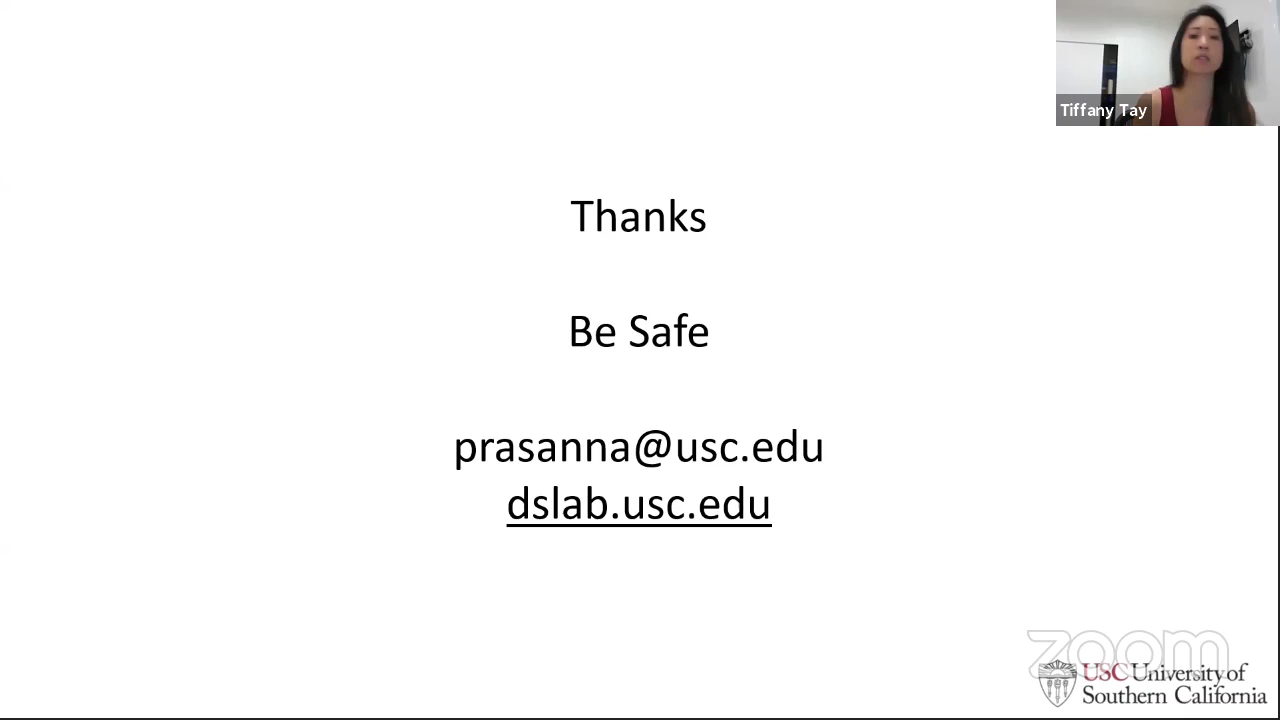 Tiffany Tay
Thanks
Be Safe
prasanna@usc.edu
dslab.usc.edu
zoom
USC University of
Southern California